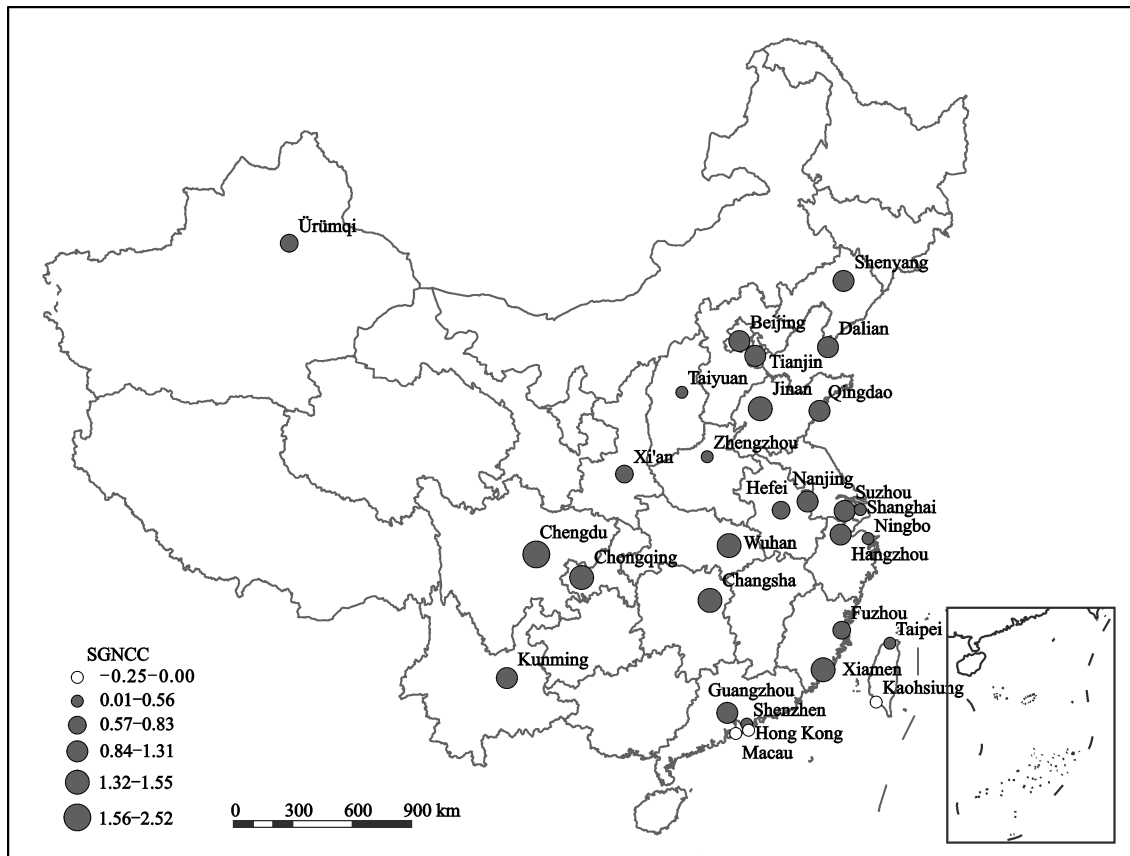 Ürümqi
Shenyang
Beijing
Dalian
Tianjin
Taiyuan
Jinan
Qingdao
Zhengzhou
Xi'an
Hefei
Nanjing
Suzhou
Shanghai
Ningbo
Chengdu
Wuhan
Hangzhou
Chongqing
Changsha
Fuzhou
Taipei
Kunming
Xiamen
Kaohsiung
Guangzhou
Shenzhen
Hong Kong
Macau
SGNCC
−0.25−0.00
0.01−0.56
0.57−0.83
0.84−1.31
1.32−1.55
1.56−2.52
0 300 600 900 km